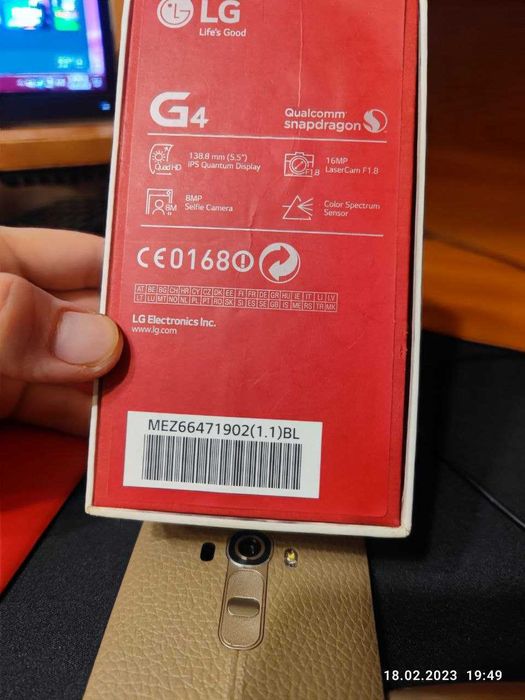 LG
Life's Good
G4
Qualcomm
snapdragon
Quad HD
138.8 mm (5.5")
IPS Quantum Display
F1.8
16MP
LaserCam F1.8
8M
8MP
Selfie Camera
Color Spectrum
Sensor
CE0168
AT BE BG CH HR CY CZ DK EE FI FR DE GR HU IE IT LI LV
LT LU MT NO NL PL PT RO SK SI ES SE GB IS ME RS TR MK
LG Electronics Inc.
www.lg.com
MEZ66471902(1.1)BL
18.02.2023 19:49